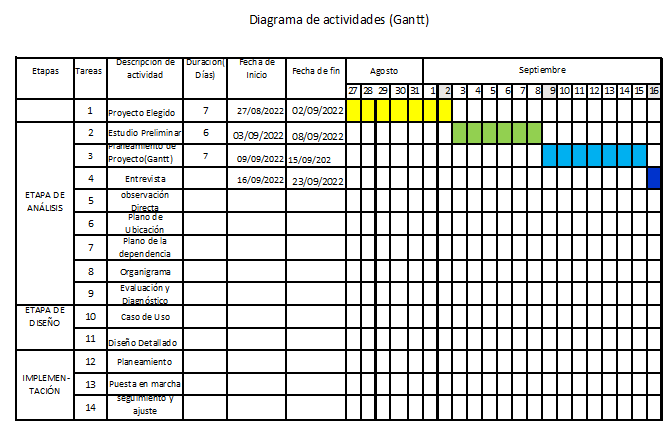 Diagrama de actividades (Gantt)
Etapas Tareas Descripción de actividad Duración( Días) Fecha de Inicio Fecha de fin Agosto Septiembre
27 28 29 30 31 1 2 3 4 5 6 7 8 9 10 11 12 13 14 15 16
1 Proyecto Elegido 7 27/08/2022 02/09/2022
ETAPA DE ANÁLISIS
2 Estudio Preliminar 6 03/09/2022 08/09/2022
3 Planeamiento de Proyecto(Gantt) 7 09/09/2022 15/09/202
4 Entrevista 16/09/2022 23/09/2022
5 observación Directa
6 Plano de Ubicación
7 Plano de la dependencia
8 Organigrama
9 Evaluación y Diagnóstico
ETAPA DE DISEÑO
10 Caso de Uso
11 Diseño Detallado
IMPLEMEN-TACIÓN
12 Planeamiento
13 Puesta en marcha
14 seguimiento y ajuste